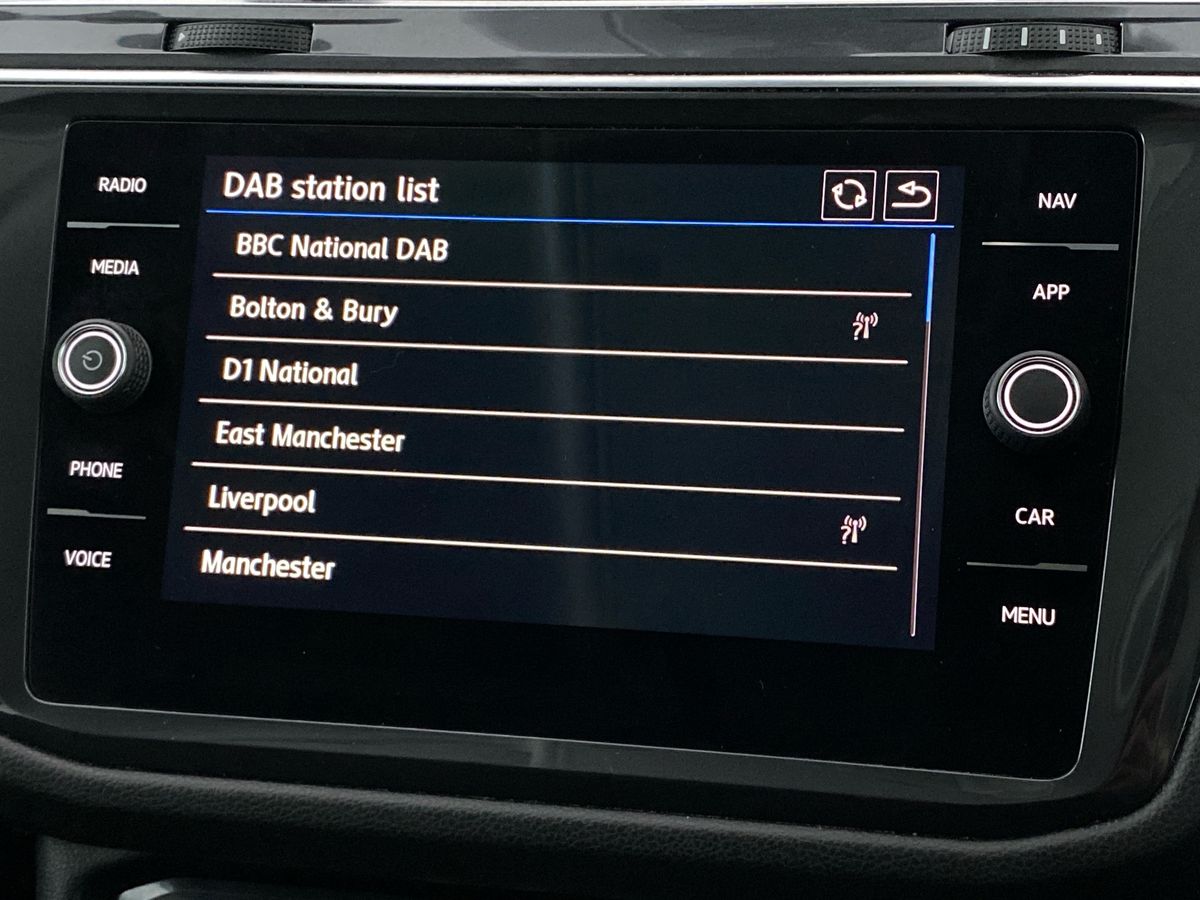 RADIO
MEDIA
PHONE
VOICE
DAB station list
BBC National DAB
Bolton & Bury
?
D1 National
East Manchester
Liverpool
?
Manchester
NAV
APP
CAR
MENU